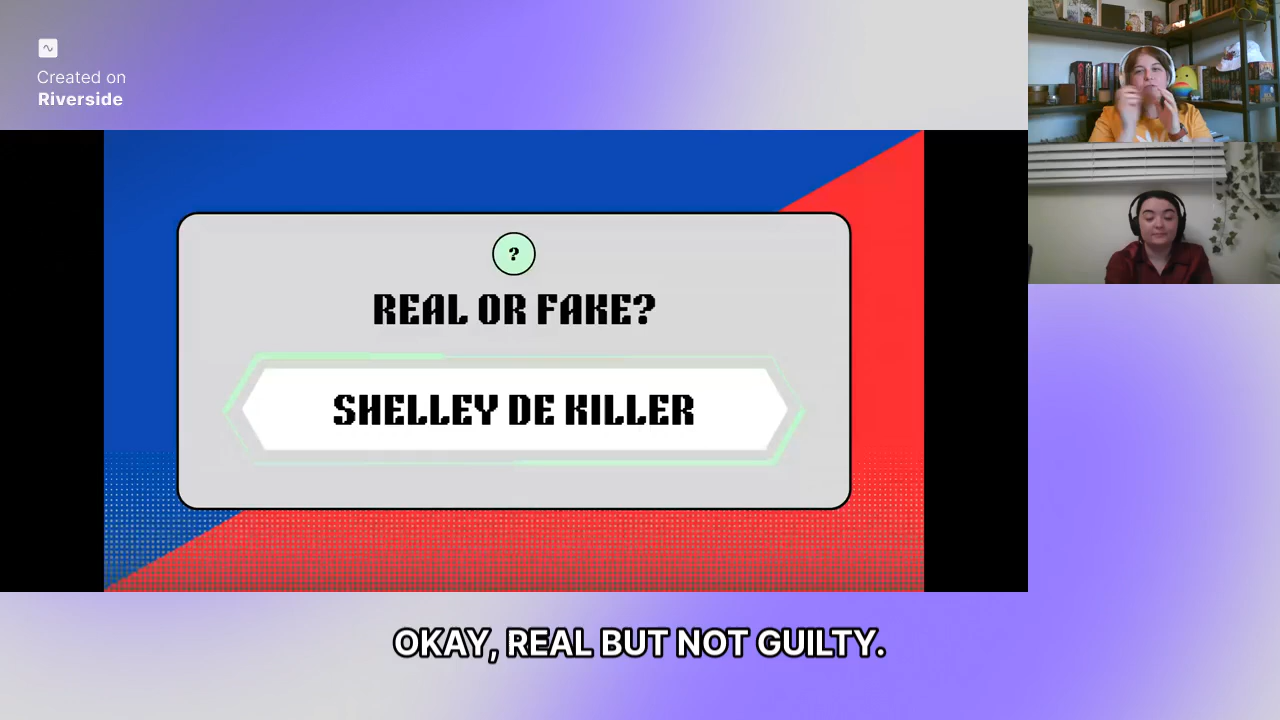 Created on
Riverside
?
REAL OR FAKE?
SHELLEY DE KILLER
OKAY, REAL BUT NOT GUILTY.